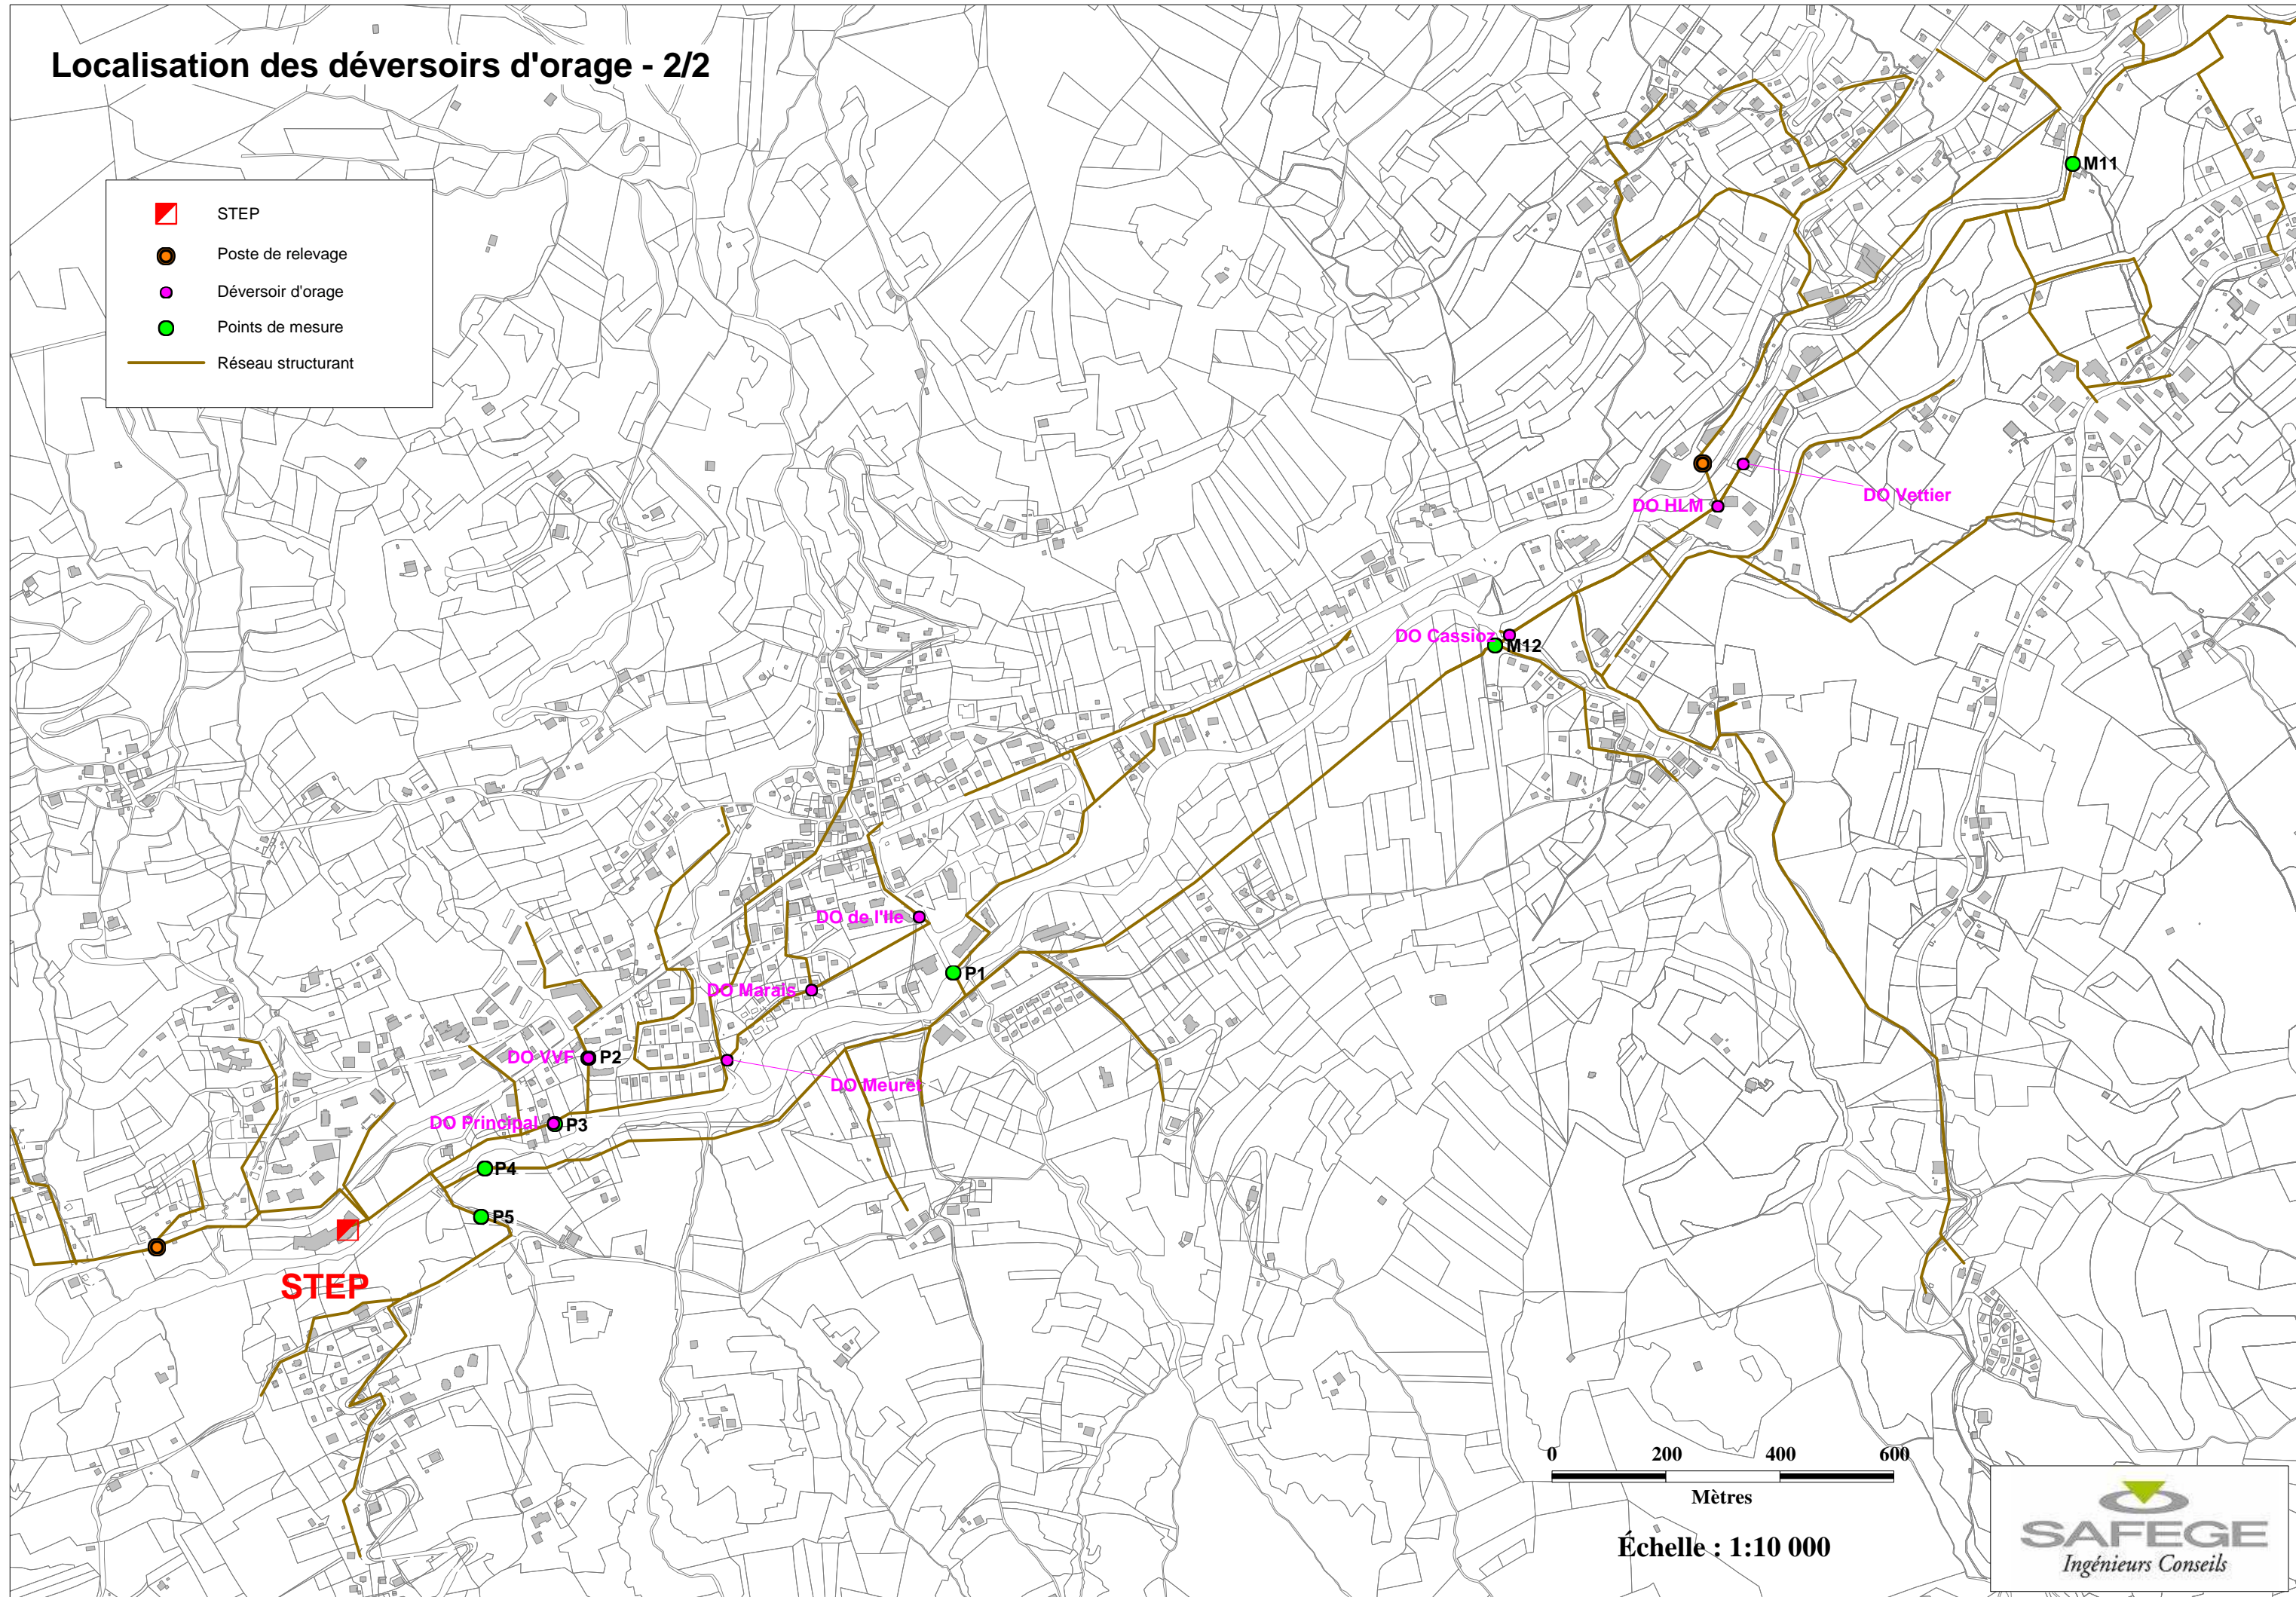 Localisation des déversoirs d'orage - 2/2
STEP
Poste de relevage
Déversoir d'orage
Points de mesure
Réseau structurant
M11
DO Vettier
DO HLM
DO Cassioz
M12
DO de l'Ile
P1
DO Marais
DO VVF
P2
DO Meuret
DO Principal
P3
P4
P5
STEP
0 200 400 600
Mètres
Échelle : 1:10 000
SAFEGE
Ingénieurs Conseils